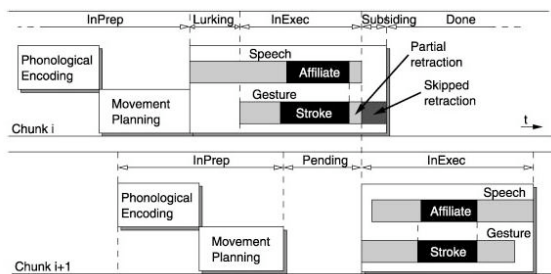 InPrep Lurking InExec Subsiding Done
Speech
Phonological
Encoding
Affiliate
Partial
retraction
Gesture
Skipped
retraction
Movement
Planning
Stroke
Chunk i
t
InPrep Pending InExec
Phonological
Encoding
Speech
Affiliate
Movement
Planning
Gesture
Stroke
Chunk i+1